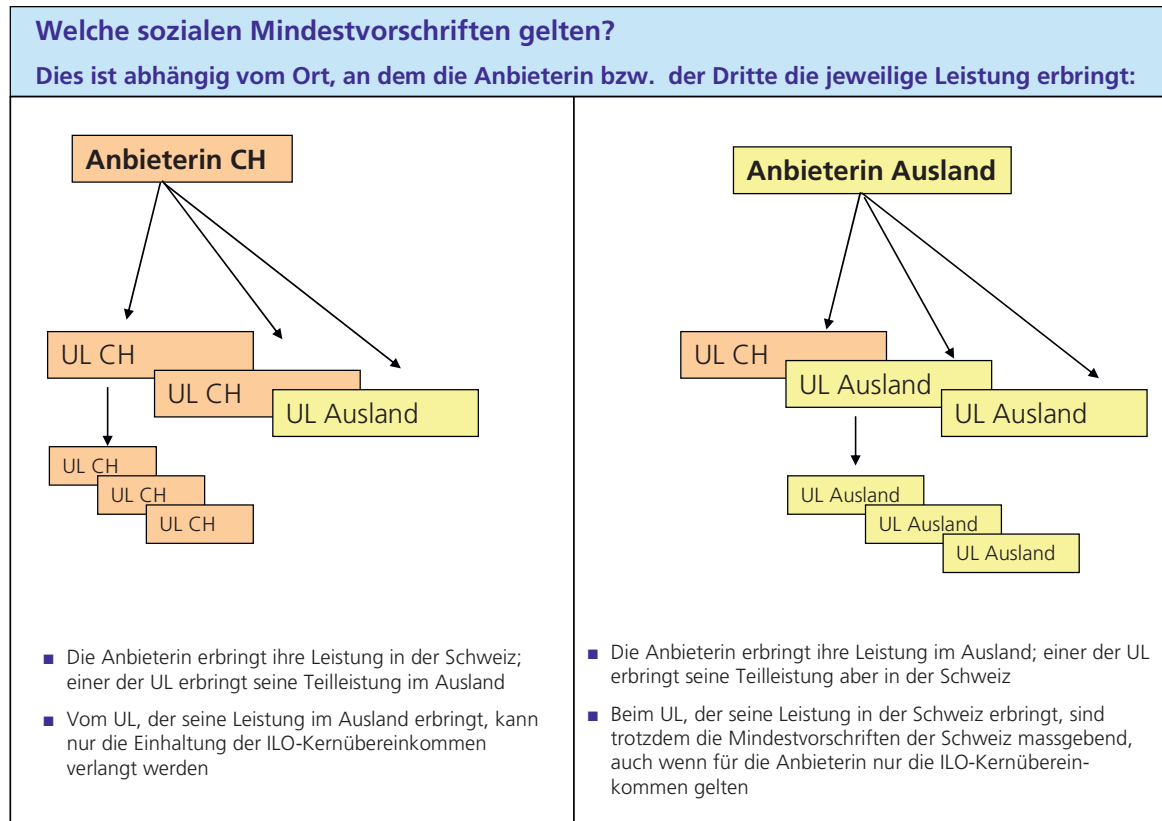 Welche sozialen Mindestvorschriften gelten?
Dies ist abhängig vom Ort, an dem die Anbieterin bzw. der Dritte die jeweilige Leistung erbringt:
Anbieterin CH
UL CH
UL CH
UL Ausland
UL CH
UL CH
UL CH
■ Die Anbieterin erbringt ihre Leistung in der Schweiz;
einer der UL erbringt seine Teilleistung im Ausland
■ Vom UL, der seine Leistung im Ausland erbringt, kann
nur die Einhaltung der ILO-Kernübereinkommen
verlangt werden
Anbieterin Ausland
UL CH
UL Ausland
UL Ausland
UL Ausland
UL Ausland
UL Ausland
■ Die Anbieterin erbringt ihre Leistung im Ausland; einer der UL
erbringt seine Teilleistung aber in der Schweiz
■ Beim UL, der seine Leistung in der Schweiz erbringt, sind
trotzdem die Mindestvorschriften der Schweiz massgebend,
auch wenn für die Anbieterin nur die ILO-Kernüberein-
kommen gelten